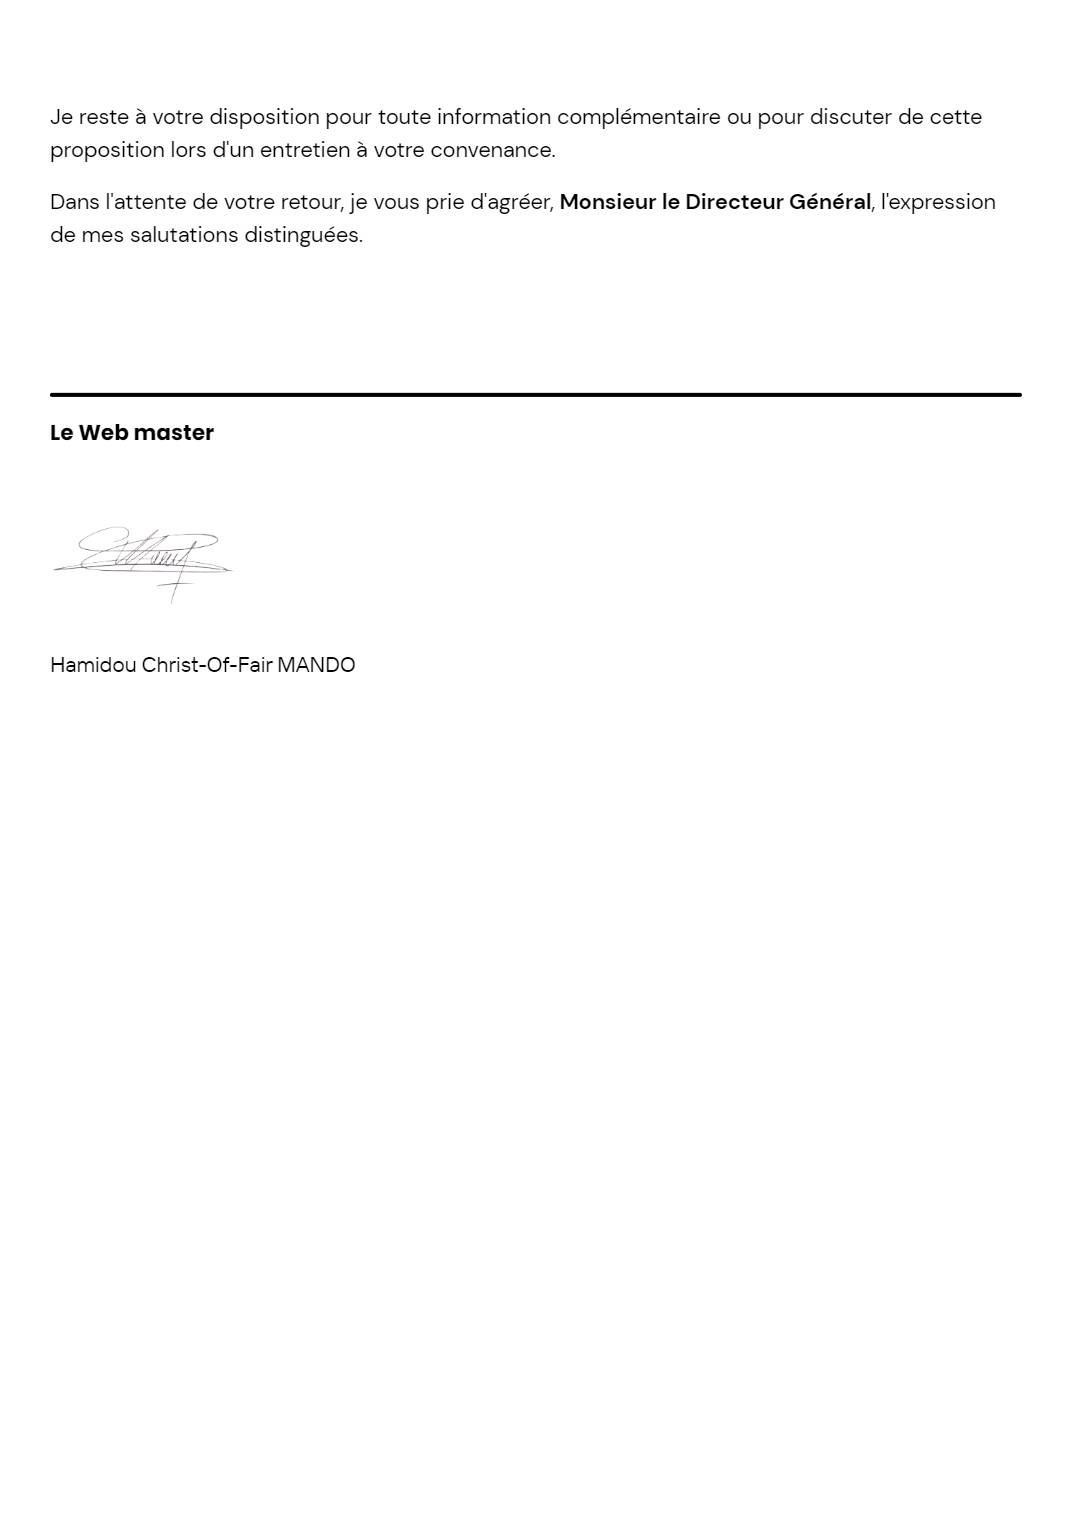 Je reste à votre disposition pour toute information complémentaire ou pour discuter de cette
proposition lors d'un entretien à votre convenance.
Dans l'attente de votre retour, je vous prie d'agréer, Monsieur le Directeur Général, l'expression
de mes salutations distinguées.
Le Web master
Hamidou Christ-Of-Fair MANDO